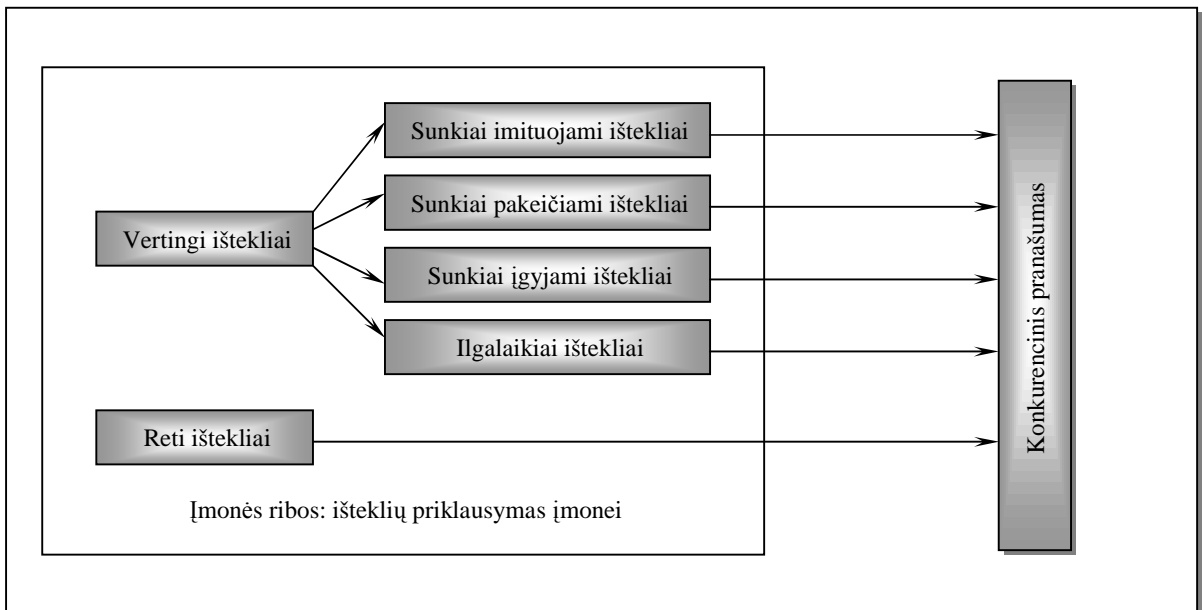 Sunkiai imituojami ištekliai
Sunkiai pakeičiami ištekliai
Vertingi ištekliai
Sunkiai įgyjami ištekliai
Ilgalaikiai ištekliai
Reti ištekliai
Įmonės ribos: išteklių priklausymas įmonei
Konkurencinis pranašumas